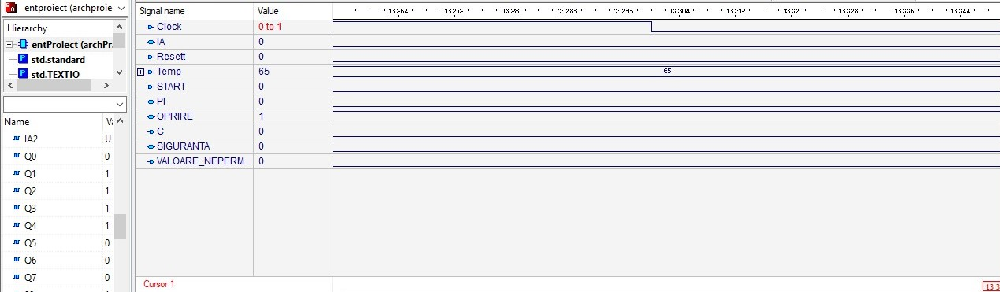 entproiect (archproie
Hierarchy
entProiect (archPr.
std.standard
std.TEXTIO
Name
IA2 U
Q0 0
Q1 1
Q2 1
Q3 1
Q4 1
Q5 0
Q6 0
Q7 0
Signal name Value 13.264 13.272 13.28 13.288 13.296 13.304 13.312 13.32 13.328 13.336 13.344
Clock 0 to 1
IA 0
Resett 0
Temp 65 65
START 0
PI 0
OPRIRE 1
C 0
SIGURANTA 0
VALOARE_NEPERM... 0
Cursor 1
13 3